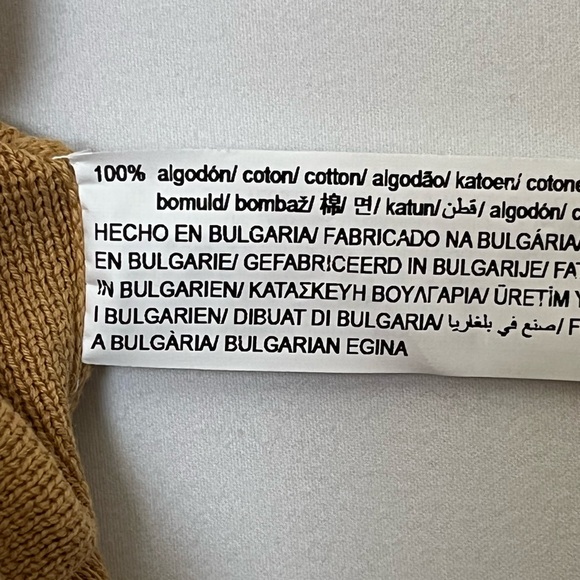 100% algodón/ coton/ cotton/ algodão/ katoen/ cotone
bomuld/ bombaž/ 棉/ 면/ katun/ قطن/ algodón/ c
HECHO EN BULGARIA/ FABRICADO NA BULGÁRIA/
EN BULGARIE/ GEFABRICEERD IN BULGARIJE/ FA
IN BULGARIEN/ ΚΑΤΑΣΚΕΥΗ ΒΟΥΛΓΑΡΙΑ/ ÜRETİM Y
I BULGARIEN/ DIBUAT DI BULGARIA/ صنع في بلغاريا/ F
A BULGÀRIA/ BULGARIAN EGINA